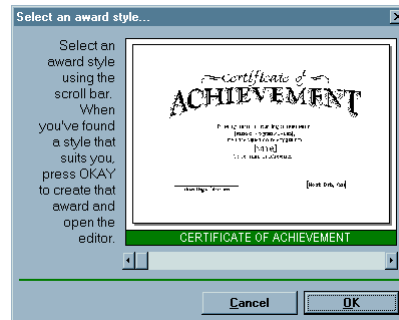 Select an award style...
Select an
award style
using the
scroll bar.
When
you've found
a style that
suits you,
press OKAY
to create that
award and
open the
editor.
Certificate of
ACHIEVEMENT
CERTIFICATE OF ACHIEVEMENT
Cancel
OK